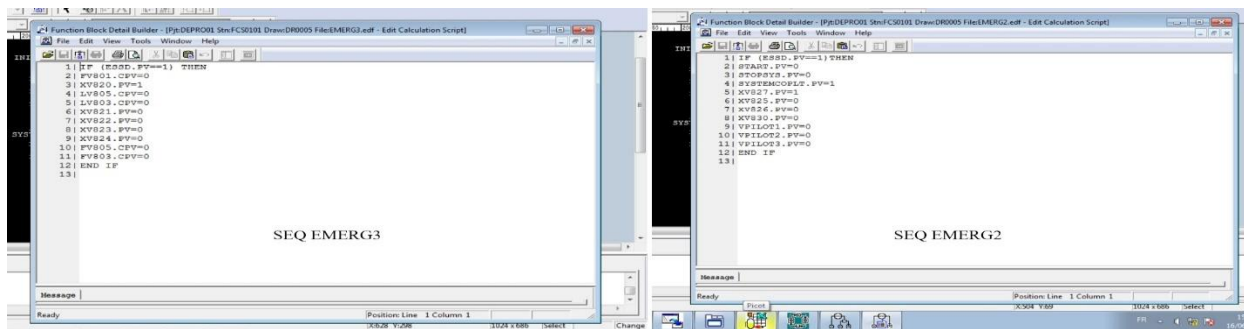 Function Block Detail Builder - [Pjt:DEPRO01 Stn:FCS0101 Draw:DR0005 File:EMERG3.edf - Edit Calculation Script]
File Edit View Tools Window Help
1| IF (ESSD.PV==1) THEN
2| FV801.CPV=0
3| XV820.PV=1
4| LV805.CPV=0
5| LV803.CPV=0
6| XV821.PV=0
7| XV822.PV=0
8| XV823.PV=0
9| XV824.PV=0
10| PV805.CPV=0
11| FV803.CPV=0
12| END IF
13|
SEQ EMERG3
Message
Ready
Position: Line 1 Column 1
X:628 Y:298
1024 x 686
Select
Change
Function Block Detail Builder - [Pjt:DEPRO01 Stn:FCS0101 Draw:DR0005 File:EMERG2.edf - Edit Calculation Script]
File Edit View Tools Window Help
1| IF (ESSD.PV==1)THEN
2| START.PV=0
3| STOPSYS.PV=0
4| SYSTEMCOPLT.PV=1
5| XV827.PV=1
6| XV825.PV=0
7| XV826.PV=0
8| XV830.PV=0
9| VPILOT1.PV=0
10| VPILOT2.PV=0
11| VPILOT3.PV=0
12| END IF
13|
SEQ EMERG2
Message
Ready
Position: Line 1 Column 1
Picot
X:504 Y:69
1024 x 686
Select
FR